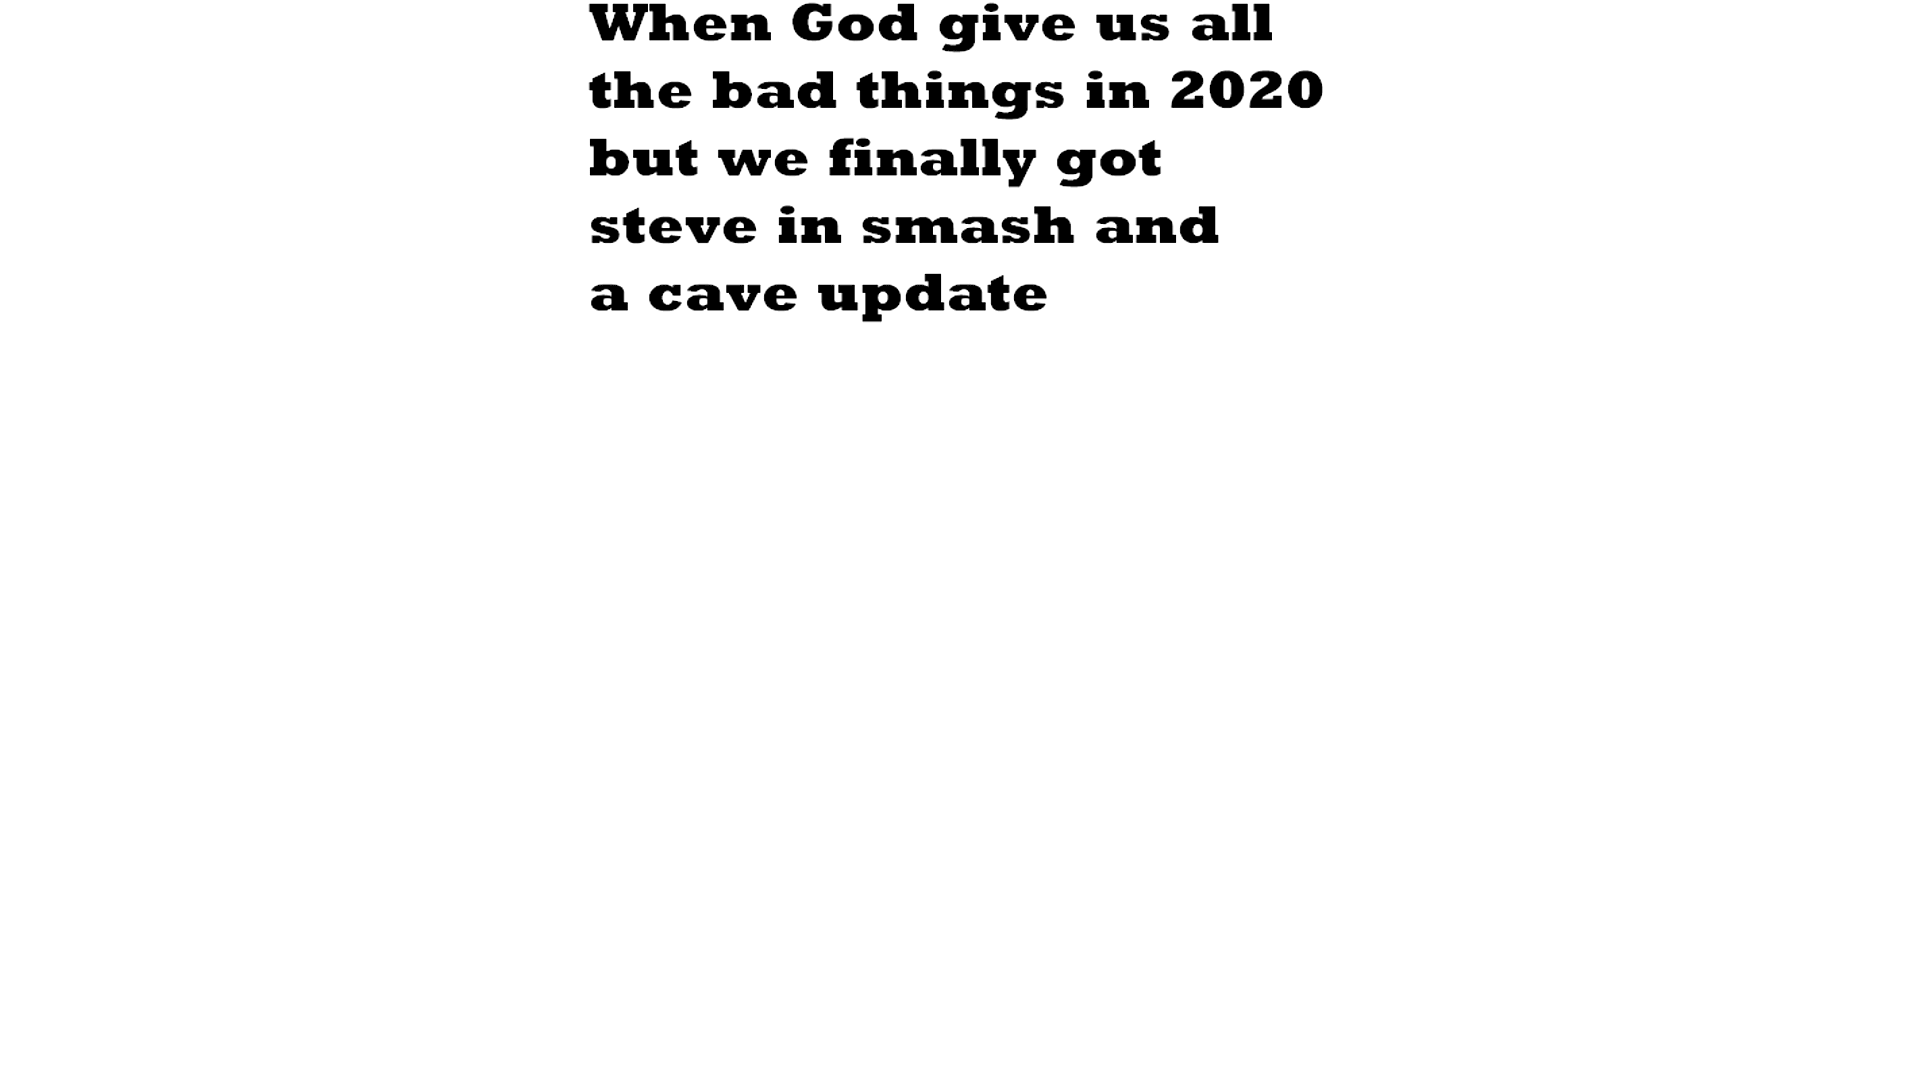 When God give us all
the bad things in 2020
but we finally got
steve in smash and
a cave update